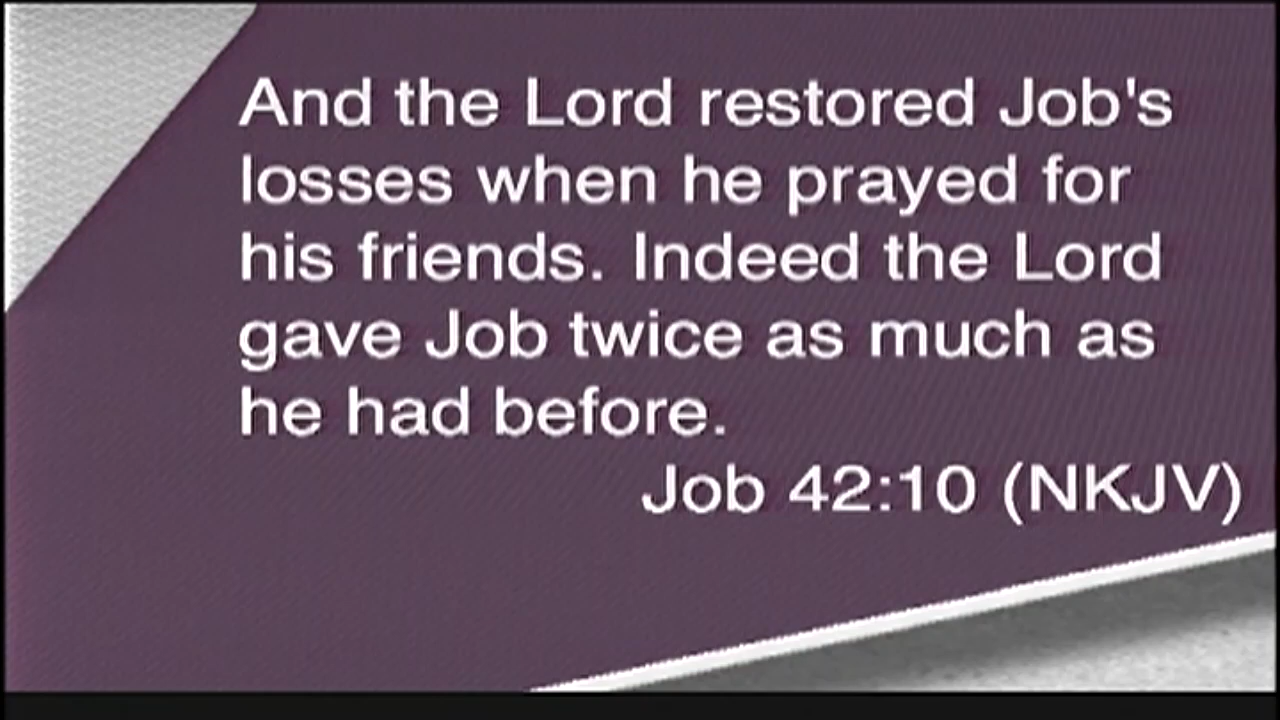 And the Lord restored Job's
losses when he prayed for
his friends. Indeed the Lord
gave Job twice as much as
he had before.
Job 42:10 (NKJV)